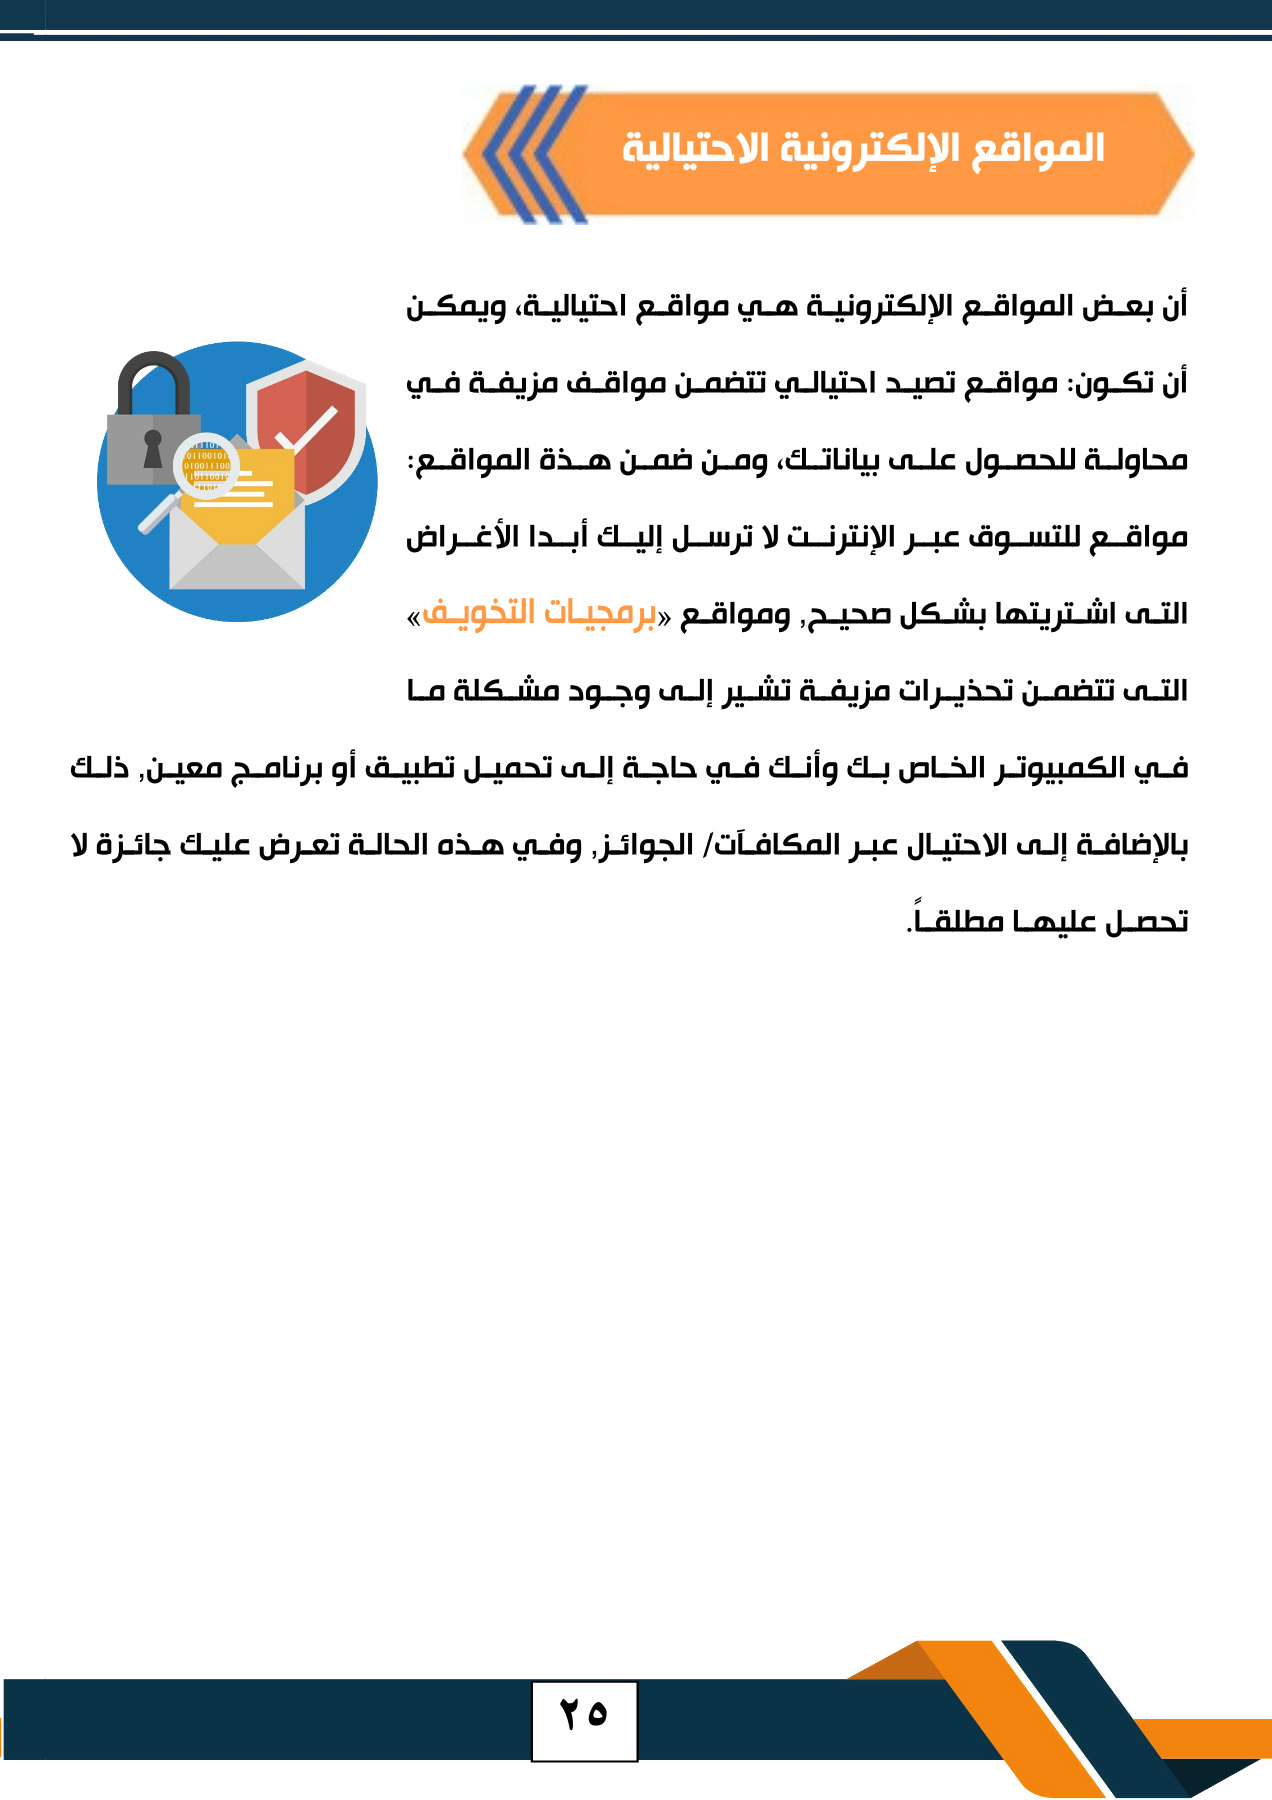 المواقع الإلكترونية الاحتيالية
أن بعض المواقع الإلكترونية هي مواقع احتيالية، ويمكن
أن تكون: مواقع تصيد احتيالي تتضمن مواقف مزيفة في
محاولة للحصول على بياناتك، ومن ضمن هذة المواقع:
مواقع للتسوق عبر الإنترنت لا ترسل إليك أبدا الأغراض
التى اشتريتها بشكل صحيح, ومواقع «برمجيات التخويف»
التى تتضمن تحذيرات مزيفة تشير إلى وجود مشكلة ما
في الكمبيوتر الخاص بك وأنك في حاجة إلى تحميل تطبيق أو برنامج معين, ذلك
بالإضافة إلى الاحتيال عبر المكافآت/ الجوائز, وفي هذه الحالة تعرض عليك جائزة لا
تحصل عليها مطلقاً.
٢٥